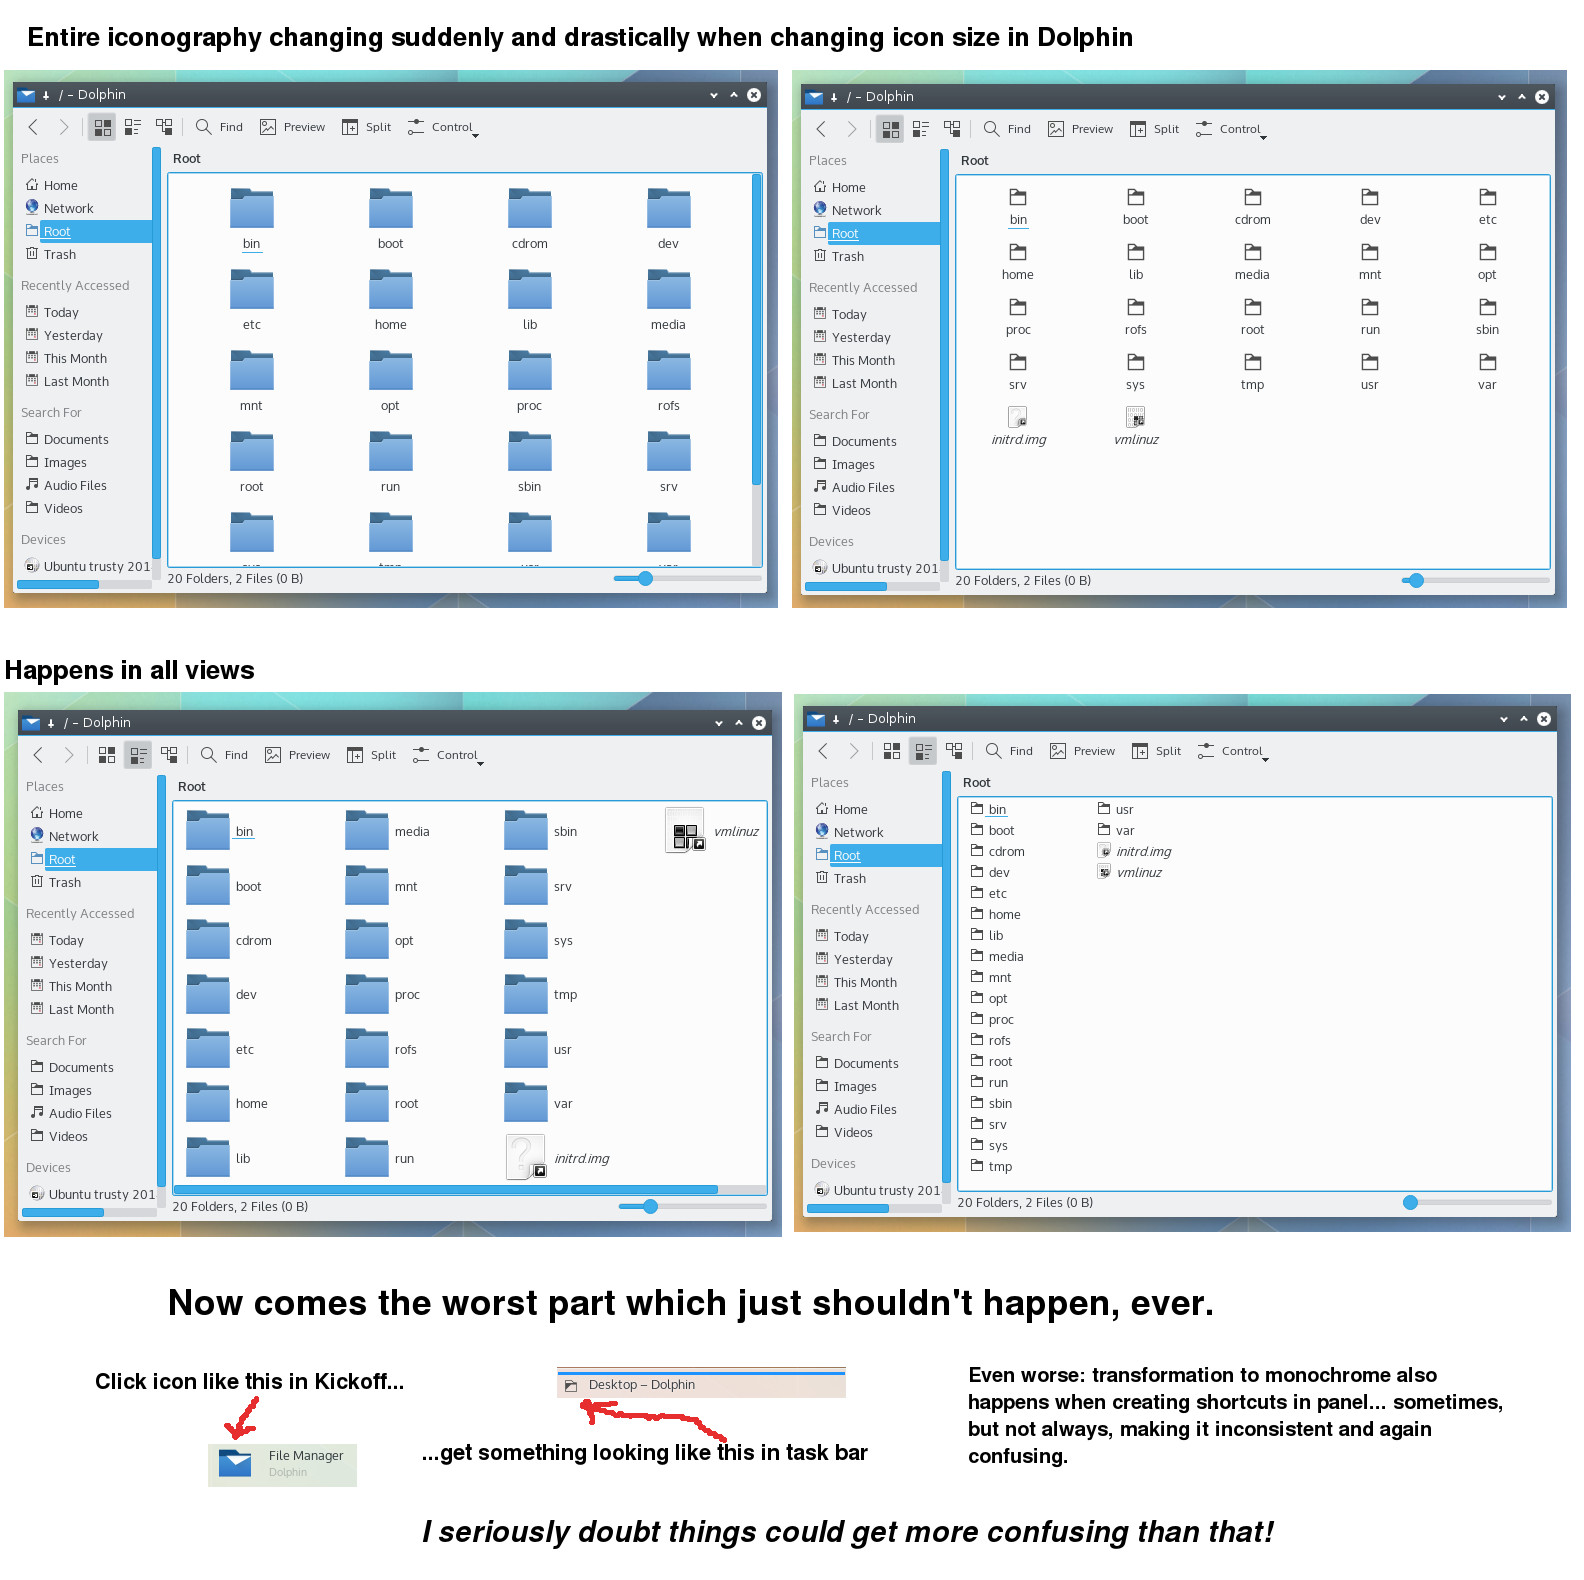 Entire iconography changing suddenly and drastically when changing icon size in Dolphin
/ – Dolphin
Find Preview Split Control
Places
Home
Network
Root
Trash
Recently Accessed
Today
Yesterday
This Month
Last Month
Search For
Documents
Images
Audio Files
Videos
Devices
Ubuntu trusty 201
Root
bin boot cdrom dev
etc home lib media
mnt opt proc rofs
root run sbin srv
20 Folders, 2 Files (0 B)
/ – Dolphin
Find Preview Split Control
Places
Home
Network
Root
Trash
Recently Accessed
Today
Yesterday
This Month
Last Month
Search For
Documents
Images
Audio Files
Videos
Devices
Ubuntu trusty 201
Root
bin boot cdrom dev etc
home lib media mnt opt
proc rofs root run sbin
srv sys tmp usr var
initrd.img vmlinuz
20 Folders, 2 Files (0 B)
Happens in all views
/ – Dolphin
Find Preview Split Control
Places
Home
Network
Root
Trash
Recently Accessed
Today
Yesterday
This Month
Last Month
Search For
Documents
Images
Audio Files
Videos
Devices
Ubuntu trusty 201
Root
bin media sbin vmlinuz
boot mnt srv
cdrom opt sys
dev proc tmp
etc rofs usr
home root var
lib run initrd.img
20 Folders, 2 Files (0 B)
/ – Dolphin
Find Preview Split Control
Places
Home
Network
Root
Trash
Recently Accessed
Today
Yesterday
This Month
Last Month
Search For
Documents
Images
Audio Files
Videos
Devices
Ubuntu trusty 201
Root
bin usr
boot var
cdrom initrd.img
dev vmlinuz
etc
home
lib
media
mnt
opt
proc
rofs
root
run
sbin
srv
sys
tmp
20 Folders, 2 Files (0 B)
Now comes the worst part which just shouldn't happen, ever.
Click icon like this in Kickoff...
File Manager
Dolphin
Desktop – Dolphin
...get something looking like this in task bar
Even worse: transformation to monochrome also
happens when creating shortcuts in panel... sometimes,
but not always, making it inconsistent and again
confusing.
I seriously doubt things could get more confusing than that!